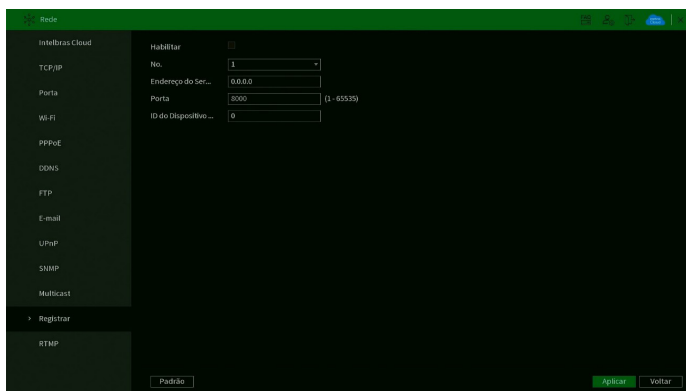 Rede
Intelbras Cloud
TCP/IP
Porta
Wi-Fi
PPPoE
DDNS
FTP
E-mail
UPnP
SNMP
Multicast
Registrar
RTMP
Habilitar
No. 1
Endereço do Ser... 0.0.0.0
Porta 8000 (1 - 65535)
ID do Dispositivo ... 0
Padrão Aplicar Voltar